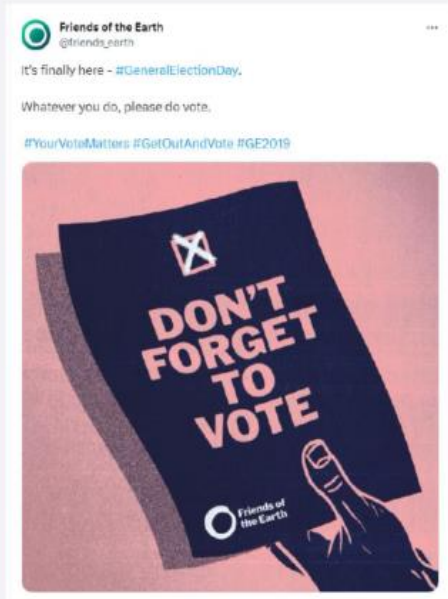 Friends of the Earth
@friends_earth
It's finally here – #GeneralElectionDay.
Whatever you do, please do vote.
#YourVoteMatters #GetOutAndVote #GE2019
DON'T
FORGET
TO
VOTE
Friends of
the Earth